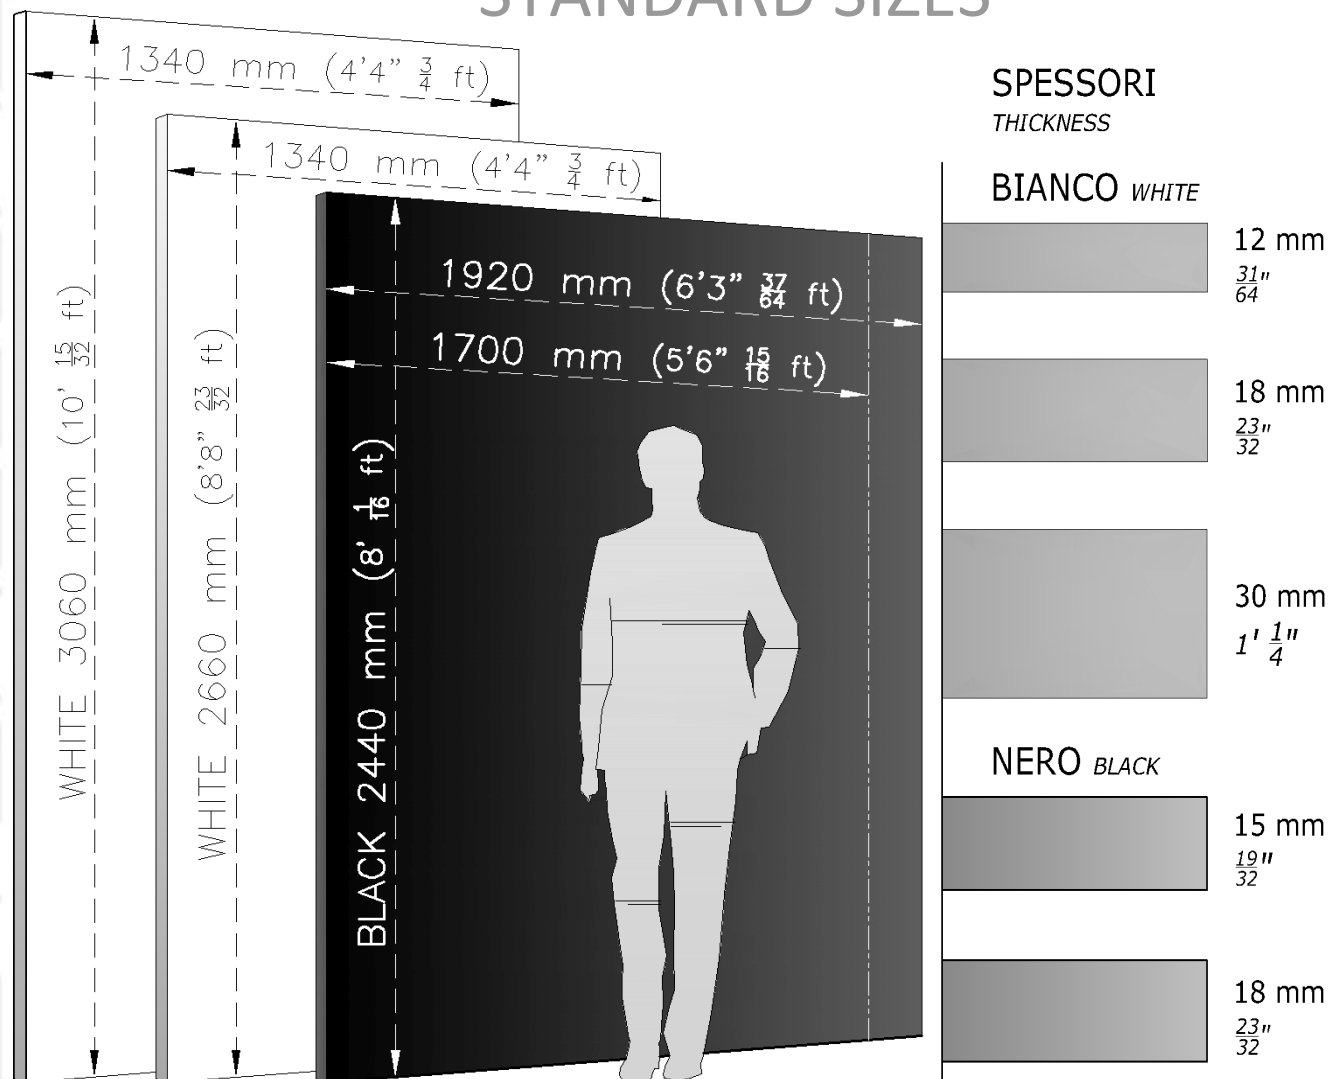 STANDARD SIZES
1340 mm (4'4" 3/4 ft)
WHITE 3060 mm (10' 15/32 ft)
1340 mm (4'4" 3/4 ft)
WHITE 2660 mm (8'8" 23/32 ft)
1920 mm (6'3" 37/64 ft)
1700 mm (5'6" 15/16 ft)
BLACK 2440 mm (8' 1/16 ft)
SPESSORI
THICKNESS
BIANCO WHITE
12 mm
31/64"
18 mm
23/32"
30 mm
1' 1/4"
NERO BLACK
15 mm
19/32"
18 mm
23/32"